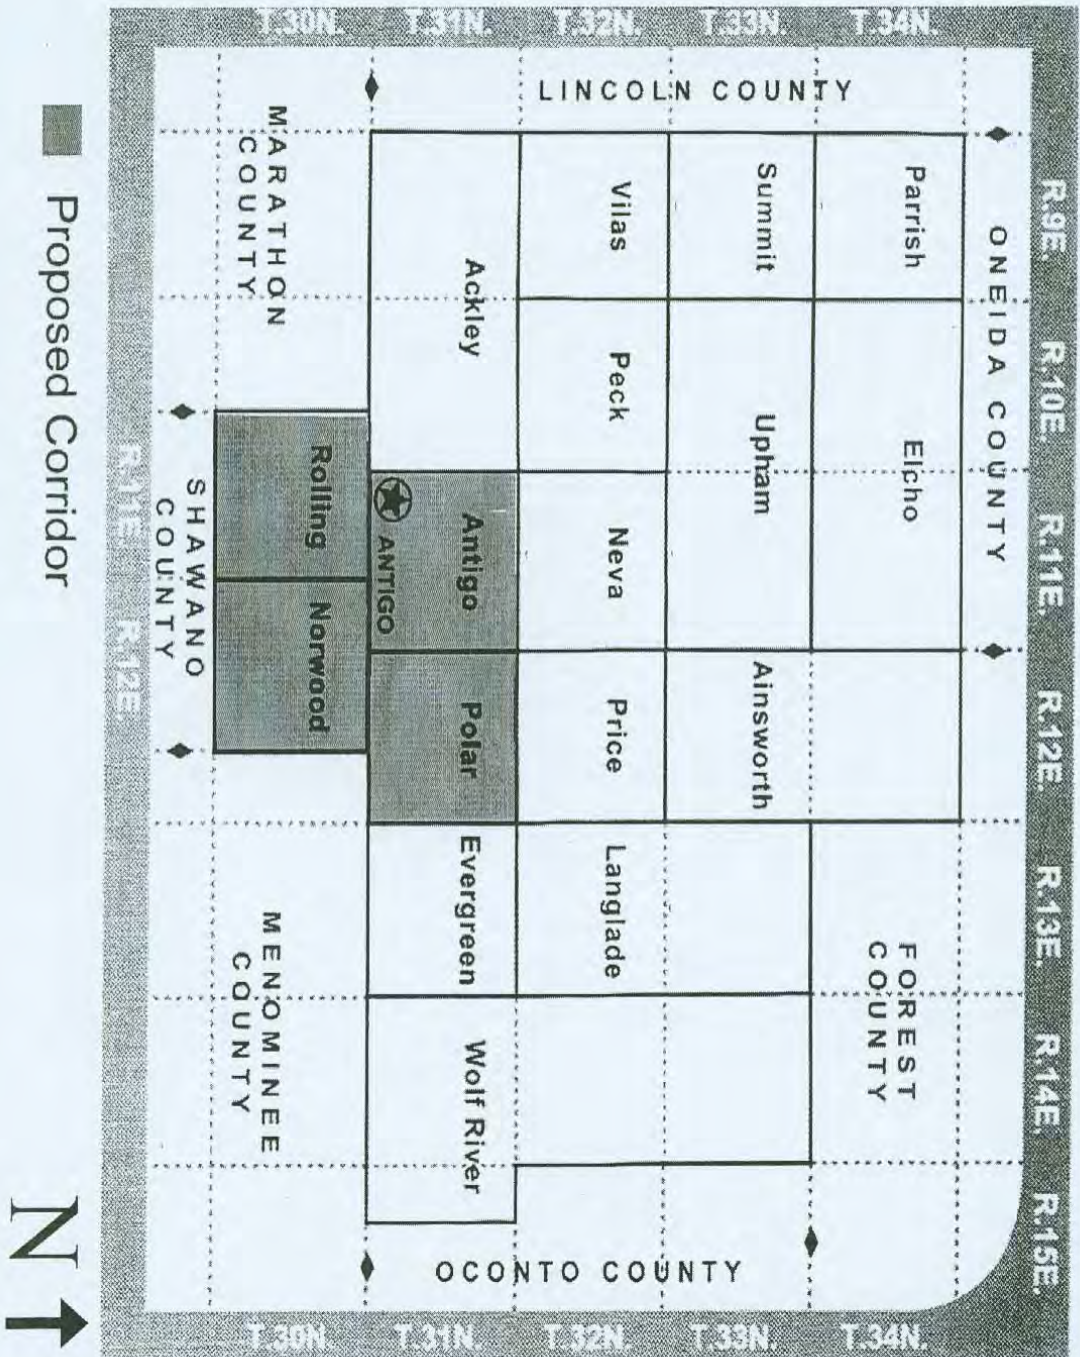 R.9E. R.10E. R.11E. R.12E. R.13E. R.14E. R.15E.
ONEIDA COUNTY
T.34N.
Parrish
Elcho
FOREST
COUNTY
T.34N.
LINCOLN COUNTY
T.33N.
Summit
Upham
Ainsworth
T.33N.
T.32N.
Vilas
Peck
Neva
Price
Langlade
T.32N.
OCONTO COUNTY
T.31N.
Ackley
Antigo
ANTIGO
Polar
Evergreen
Wolf River
T.31N.
T.30N.
MARATHON
COUNTY
Rolling
Norwood
MENOMINEE
COUNTY
T.30N.
SHAWANO
COUNTY
R.11E. R.12E.
Proposed Corridor
N